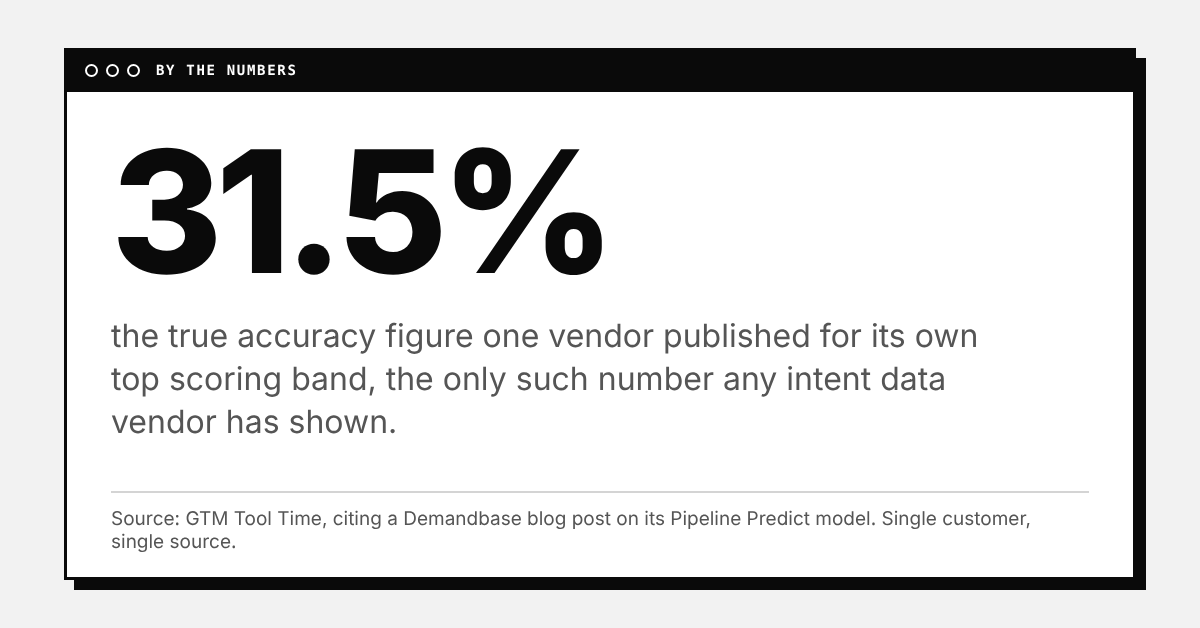 BY THE NUMBERS
31.5%
the true accuracy figure one vendor published for its own
top scoring band, the only such number any intent data
vendor has shown.
Source: GTM Tool Time, citing a Demandbase blog post on its Pipeline Predict model. Single customer,
single source.